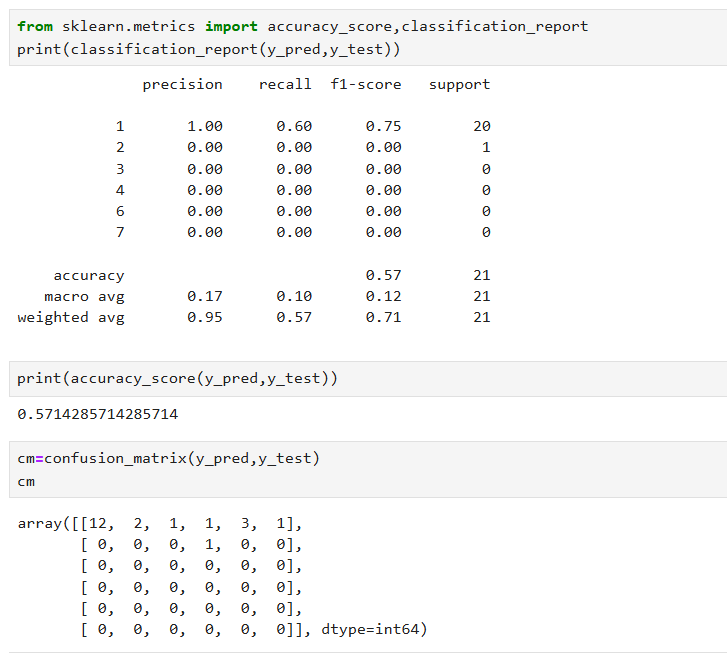 from sklearn.metrics import accuracy_score,classification_report
print(classification_report(y_pred,y_test))
precision recall f1-score support
1 1.00 0.60 0.75 20
2 0.00 0.00 0.00 1
3 0.00 0.00 0.00 0
4 0.00 0.00 0.00 0
6 0.00 0.00 0.00 0
7 0.00 0.00 0.00 0
accuracy 0.57 21
macro avg 0.17 0.10 0.12 21
weighted avg 0.95 0.57 0.71 21
print(accuracy_score(y_pred,y_test))
0.5714285714285714
cm=confusion_matrix(y_pred,y_test)
cm
array([[12, 2, 1, 1, 3, 1],
[ 0, 0, 0, 1, 0, 0],
[ 0, 0, 0, 0, 0, 0],
[ 0, 0, 0, 0, 0, 0],
[ 0, 0, 0, 0, 0, 0],
[ 0, 0, 0, 0, 0, 0]], dtype=int64)